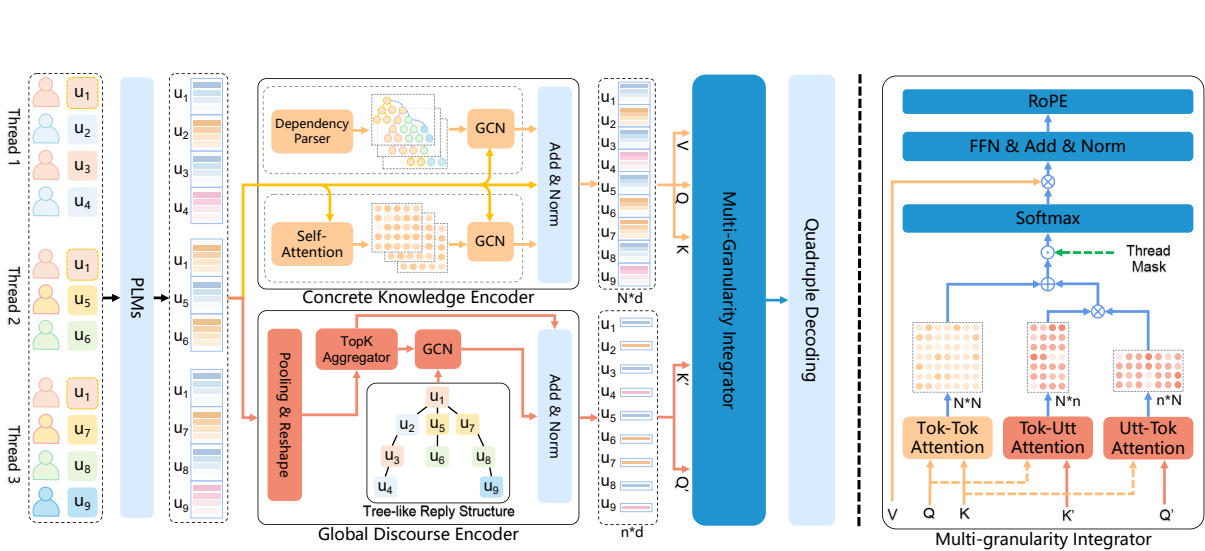 Thread 1
u1
u2
u3
u4
Thread 2
u1
u5
u6
Thread 3
u1
u7
u8
u9
PLMs
u1
u2
u3
u4
u1
u5
u6
u1
u7
u8
u9
Dependency
Parser
GCN
Self-
Attention
GCN
Add & Norm
Concrete Knowledge Encoder
Pooling & Reshape
TopK
Aggregator
GCN
u1
u2
u5
u7
u3
u6
u8
u4
u9
Tree-like Reply Structure
Add & Norm
Global Discourse Encoder
u1
u2
u3
u4
u5
u6
u7
u8
u9
N*d
u1
u2
u3
u4
u5
u6
u7
u8
u9
n*d
V
Q
K
K'
Q'
Multi-Granularity Integrator
Quadruple Decoding
RoPE
FFN & Add & Norm
Softmax
Thread
Mask
N*N
N*n
n*N
Tok-Tok
Attention
Tok-Utt
Attention
Utt-Tok
Attention
V
Q
K
K'
Q'
Multi-granularity Integrator